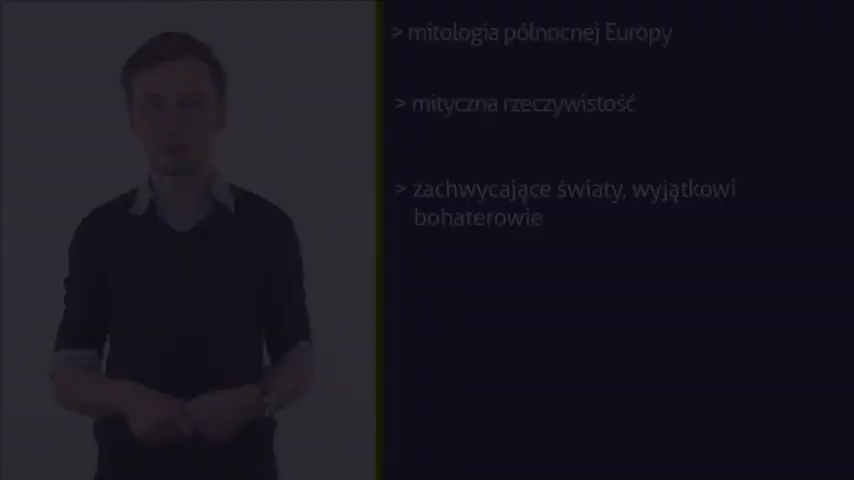 > mitologia północnej Europy
> mityczna rzeczywistość
> zachwycające światy, wyjątkowi
bohaterowie